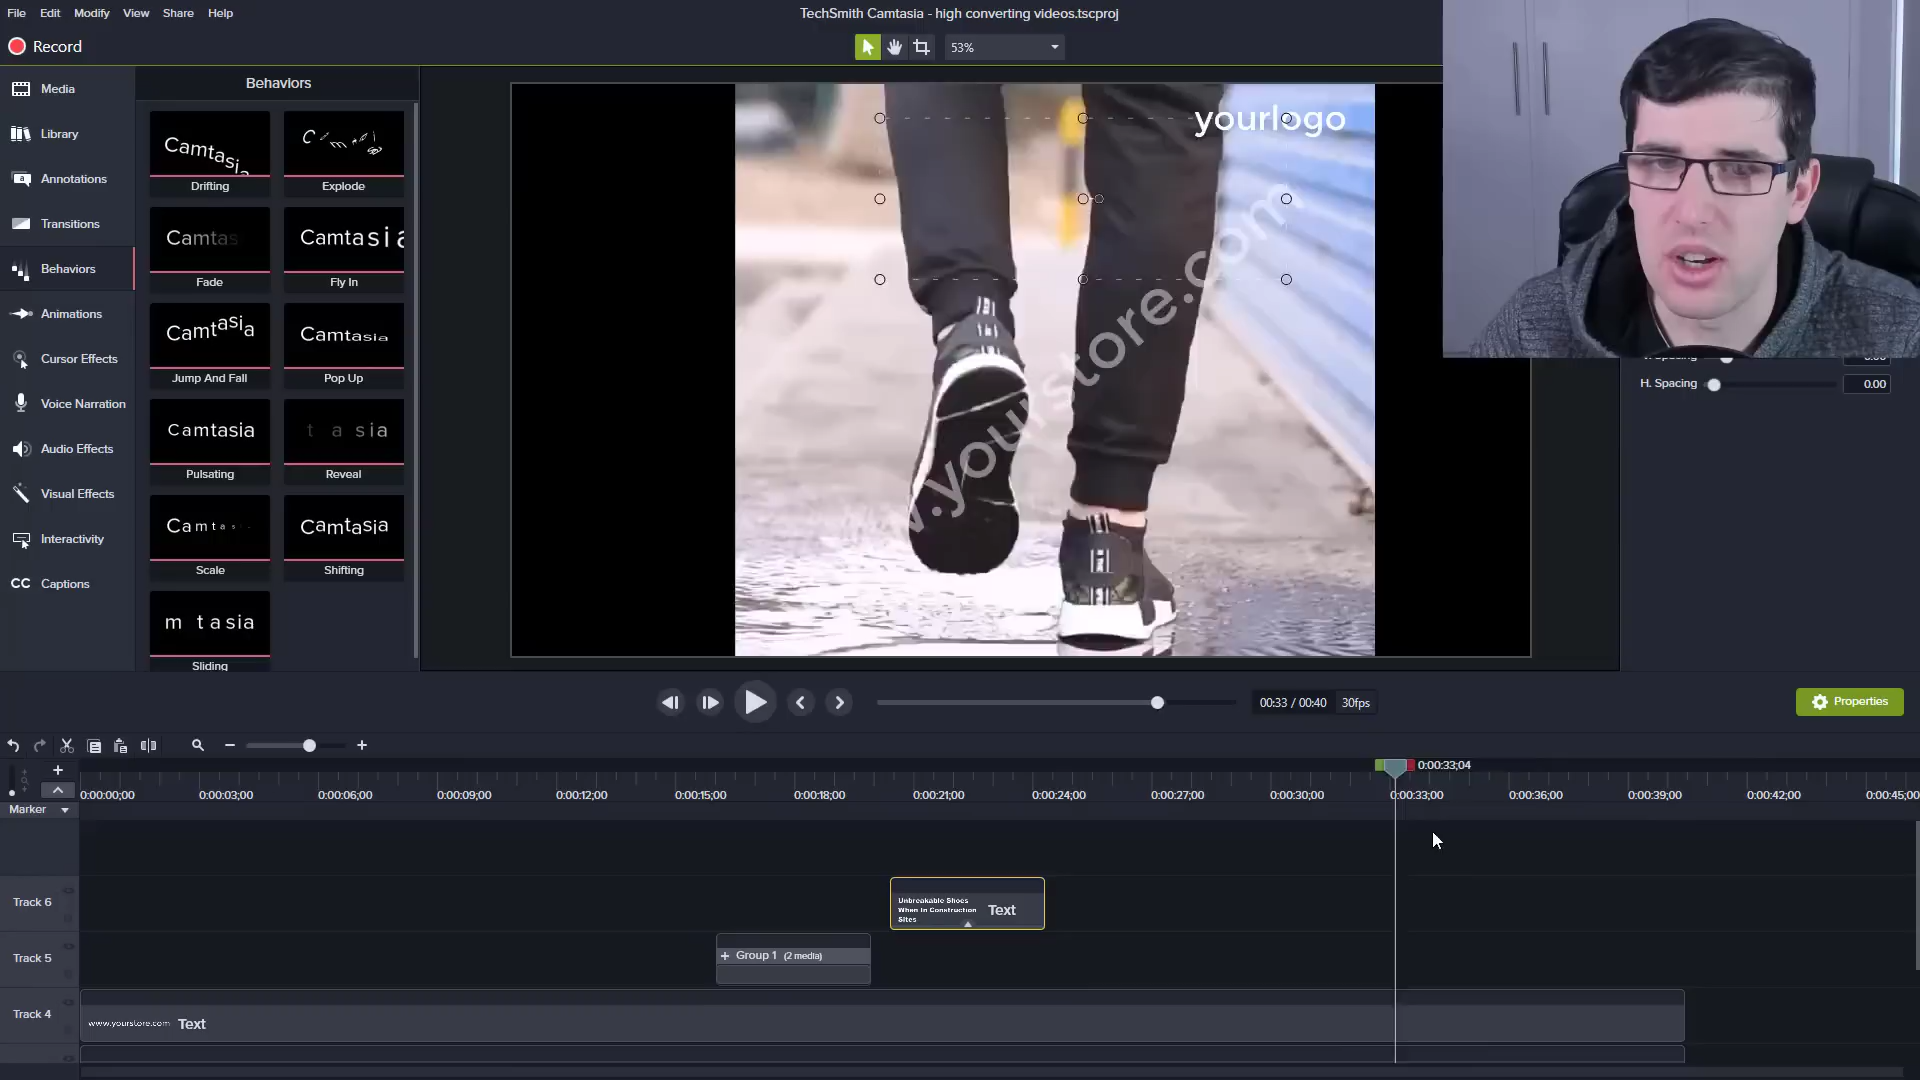 File Edit Modify View Share Help
TechSmith Camtasia - high converting videos.tscproj
Record
53%
Media
Library
Annotations
Transitions
Behaviors
Animations
Cursor Effects
Voice Narration
Audio Effects
Visual Effects
Interactivity
CC Captions
Behaviors
Camtasia
Drifting
Explode
Camtas
Fade
Camtasia
Fly In
Camtasia
Jump And Fall
Camtasia
Pop Up
Camtasia
Pulsating
t a sia
Reveal
Camtas
Scale
Camtasia
Shifting
m t a sia
Sliding
yourlogo
w.yourstore.com
H. Spacing 0.00
00:33 / 00:40 30fps
Properties
0:00:33;04
0:00:00;00 0:00:03;00 0:00:06;00 0:00:09;00 0:00:12;00 0:00:15;00 0:00:18;00 0:00:21;00 0:00:24;00 0:00:27;00 0:00:30;00 0:00:33;00 0:00:36;00 0:00:39;00 0:00:42;00 0:00:45;00
Marker
Track 6
Unbreakable Shoes
When In Construction
Sites
Text
Track 5
+ Group 1 (2 media)
Track 4
www.yourstore.com Text